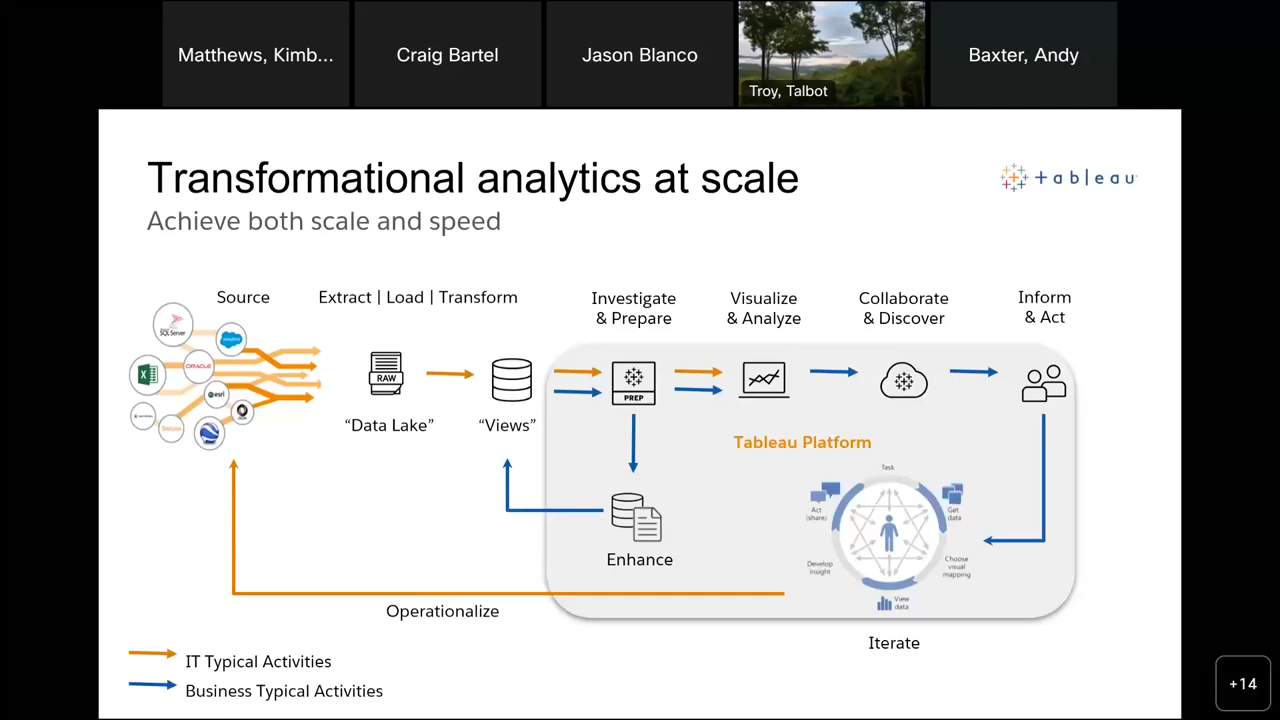 Matthews, Kimb...
Craig Bartel
Jason Blanco
Troy, Talbot
Baxter, Andy
Transformational analytics at scale
+ableau
Achieve both scale and speed
Source
Extract | Load | Transform
Investigate
& Prepare
Visualize
& Analyze
Collaborate
& Discover
Inform
& Act
SQL Server
salesforce
ORACLE
esri
RAW
PREP
“Data Lake”
“Views”
Tableau Platform
Task
Act
(share)
Get
data
Develop
insight
Choose
visual
mapping
View
data
Enhance
Operationalize
Iterate
IT Typical Activities
Business Typical Activities
+14